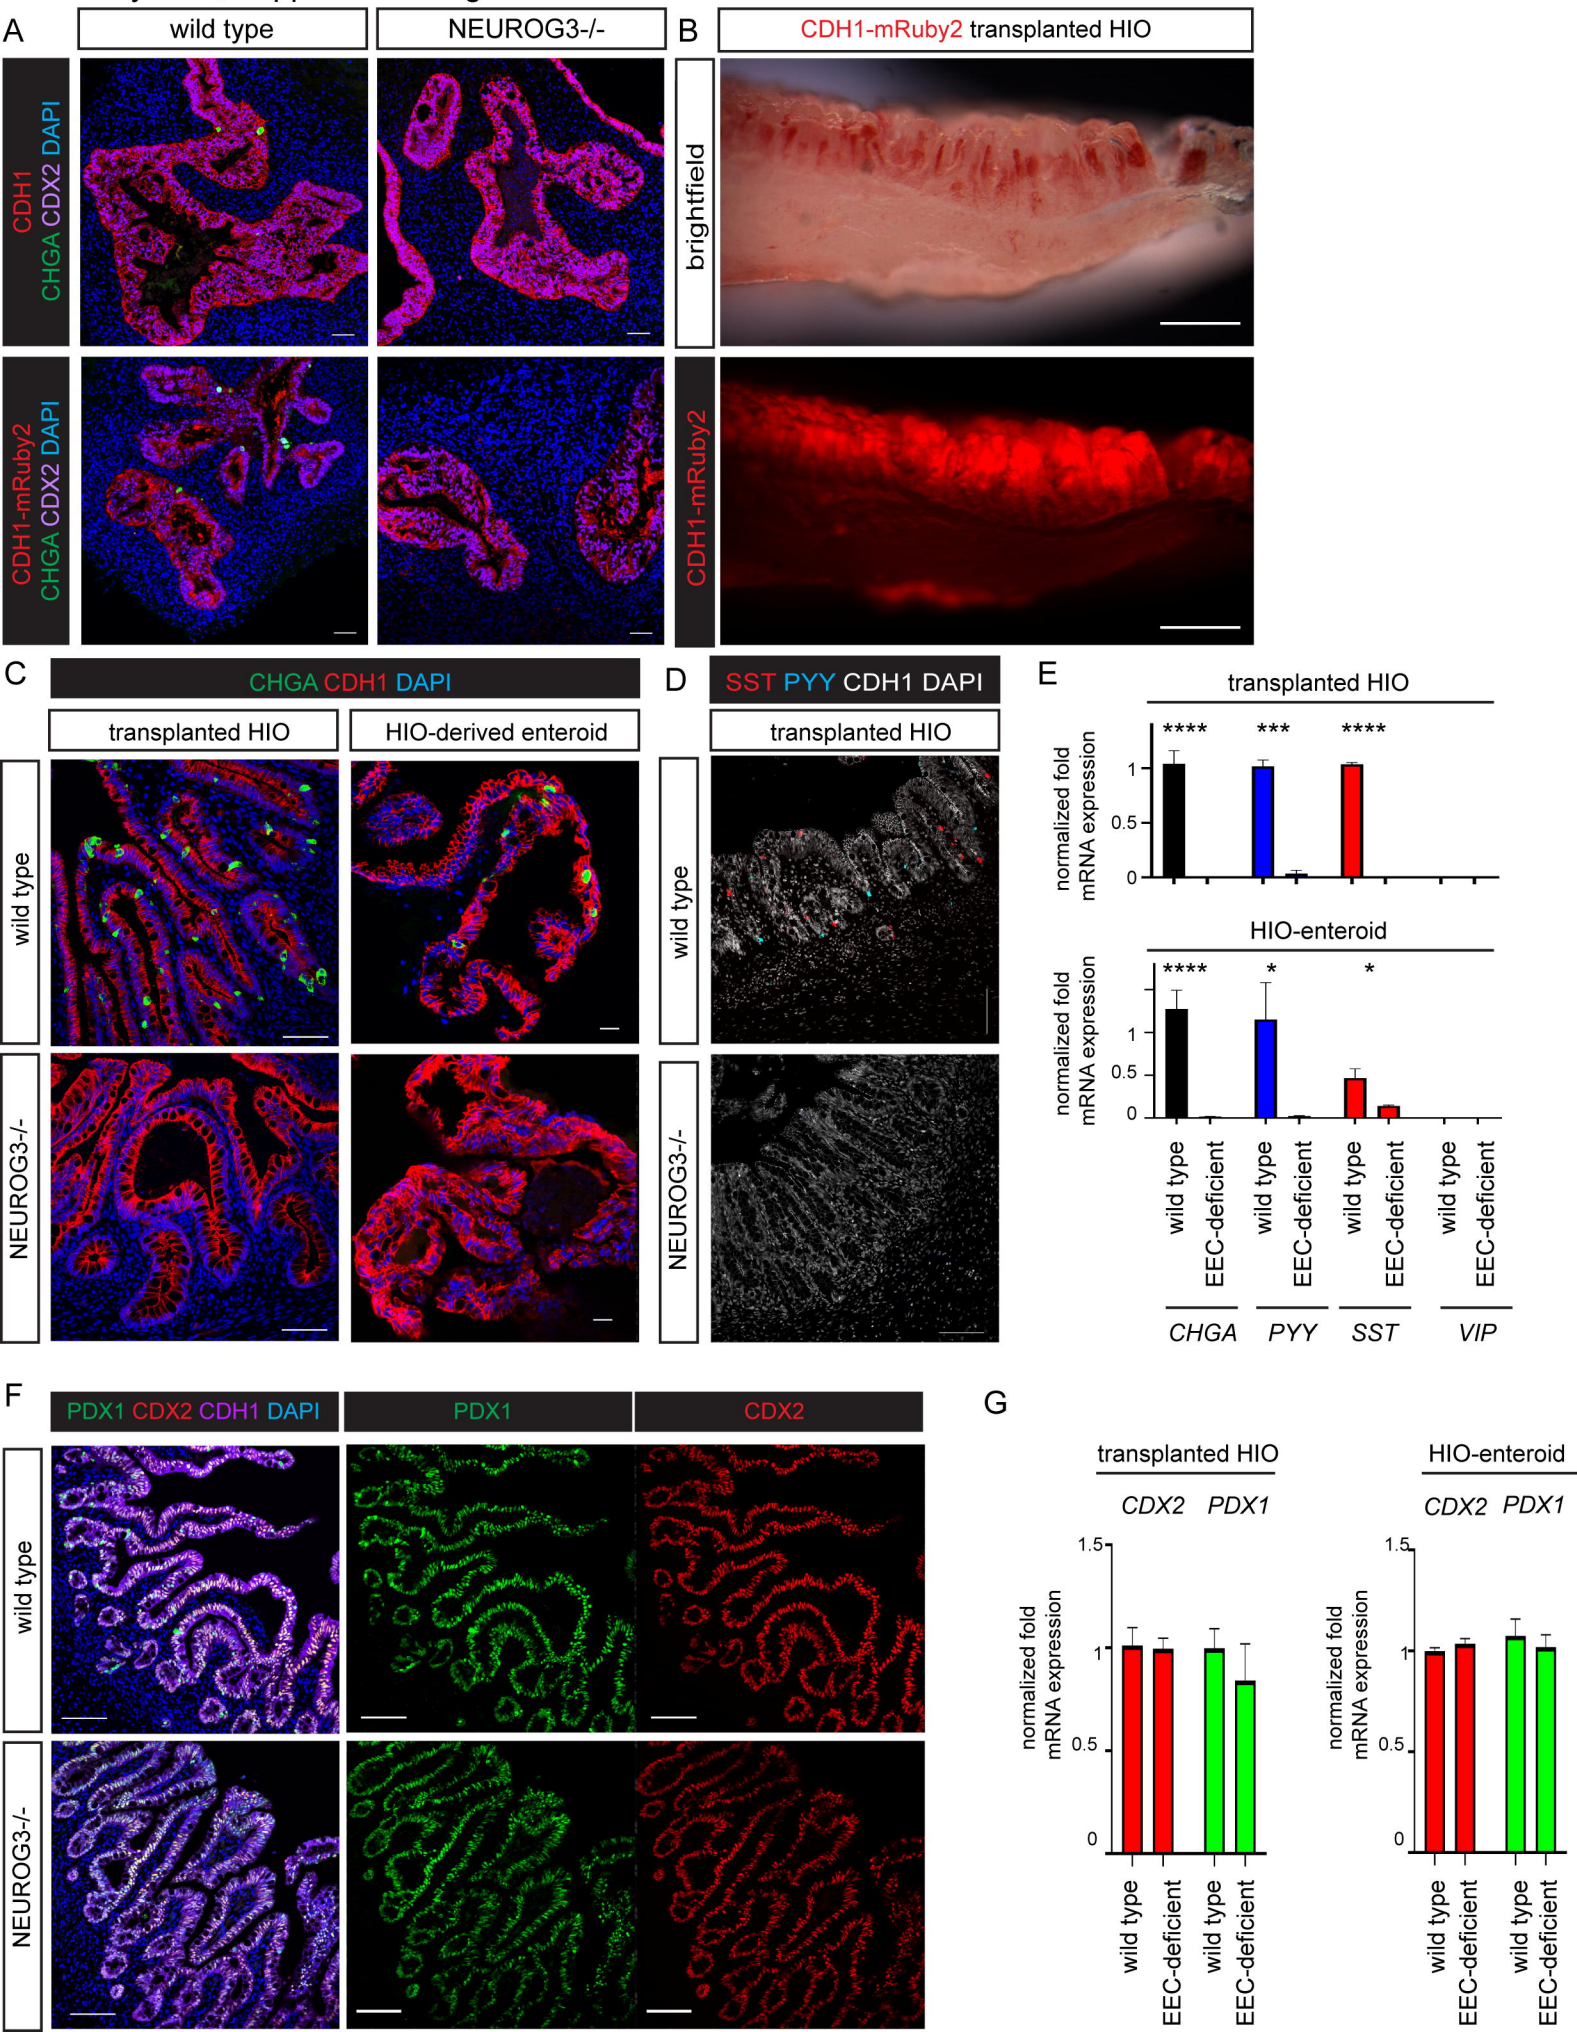 A
wild type
NEUROG3-/-
B
CDH1-mRuby2 transplanted HIO
CDH1
CHGA CDX2 DAPI
brightfield
CDH1-mRuby2
CHGA CDX2 DAPI
CDH1-mRuby2
C
CHGA CDH1 DAPI
transplanted HIO
HIO-derived enteroid
wild type
NEUROG3-/-
D
SST PYY CDH1 DAPI
transplanted HIO
wild type
NEUROG3-/-
E
transplanted HIO
normalized fold
mRNA expression
1
0.5
0
****
***
****
HIO-enteroid
normalized fold
mRNA expression
1
0.5
0
****
*
*
wild type
EEC-deficient
wild type
EEC-deficient
wild type
EEC-deficient
wild type
EEC-deficient
CHGA
PYY
SST
VIP
F
PDX1 CDX2 CDH1 DAPI
PDX1
CDX2
wild type
NEUROG3-/-
G
transplanted HIO
CDX2 PDX1
normalized fold
mRNA expression
1.5
1
0.5
0
wild type
EEC-deficient
wild type
EEC-deficient
HIO-enteroid
CDX2 PDX1
normalized fold
mRNA expression
1.5
1
0.5
0
wild type
EEC-deficient
wild type
EEC-deficient